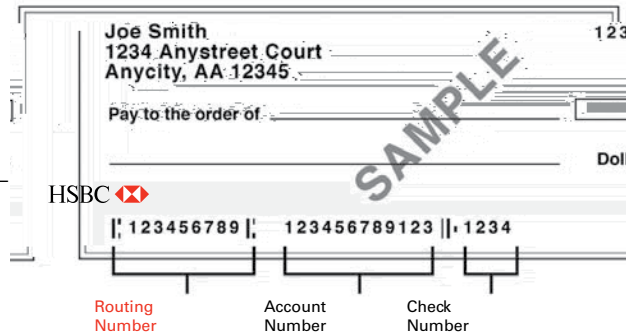 Joe Smith
123
1234 Anystreet Court
Anycity, AA 12345
Pay to the order of
SAMPLE
HSBC
123456789 123456789123 1234
Routing Number
Account Number
Check Number